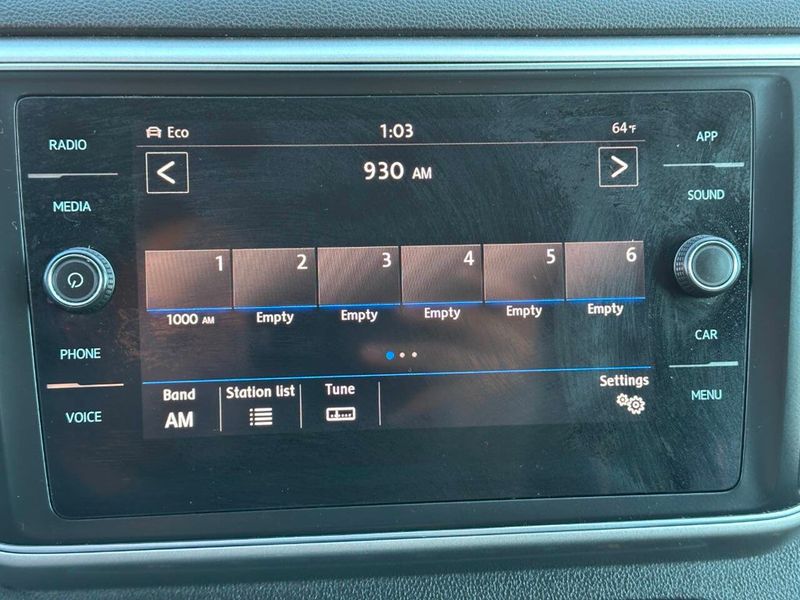 RADIO
MEDIA
PHONE
VOICE
Eco 1:03 64°F
< 930 AM >
1 2 3 4 5 6
1000 AM Empty Empty Empty Empty Empty
Band Station list Tune Settings
AM
APP
SOUND
CAR
MENU